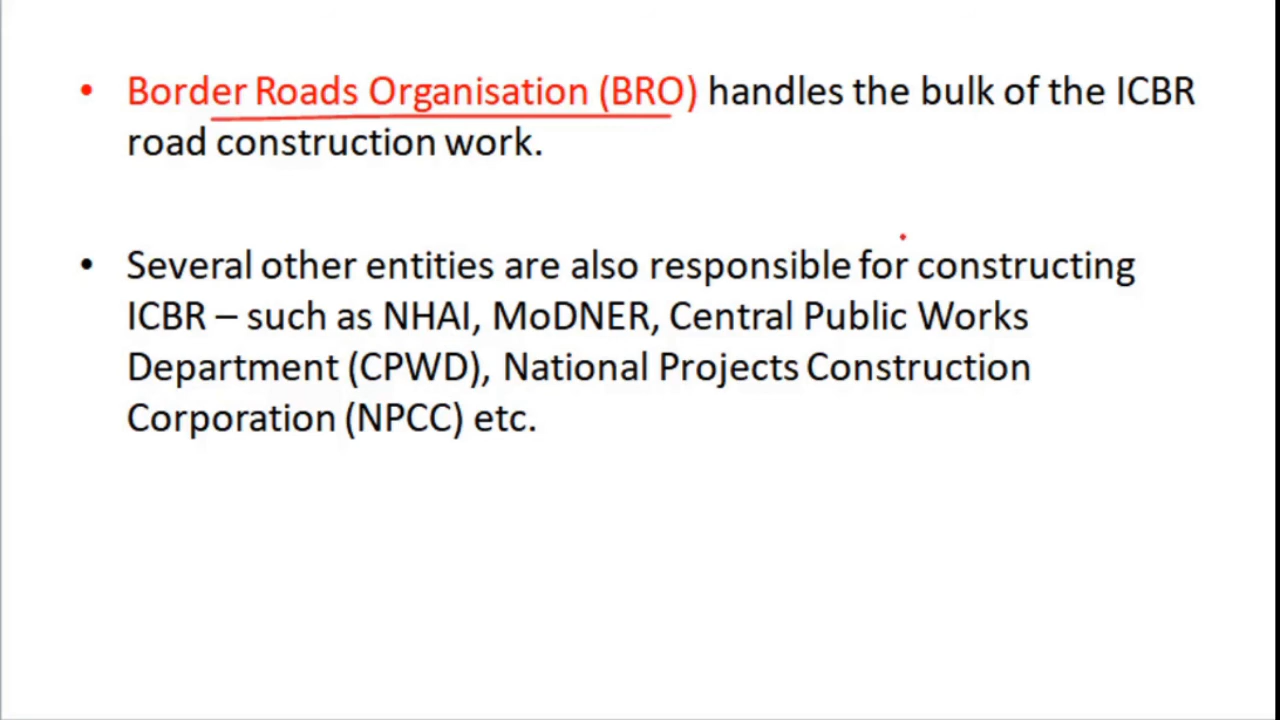 • Border Roads Organisation (BRO) handles the bulk of the ICBR
road construction work.
• Several other entities are also responsible for constructing
ICBR – such as NHAI, MoDNER, Central Public Works
Department (CPWD), National Projects Construction
Corporation (NPCC) etc.